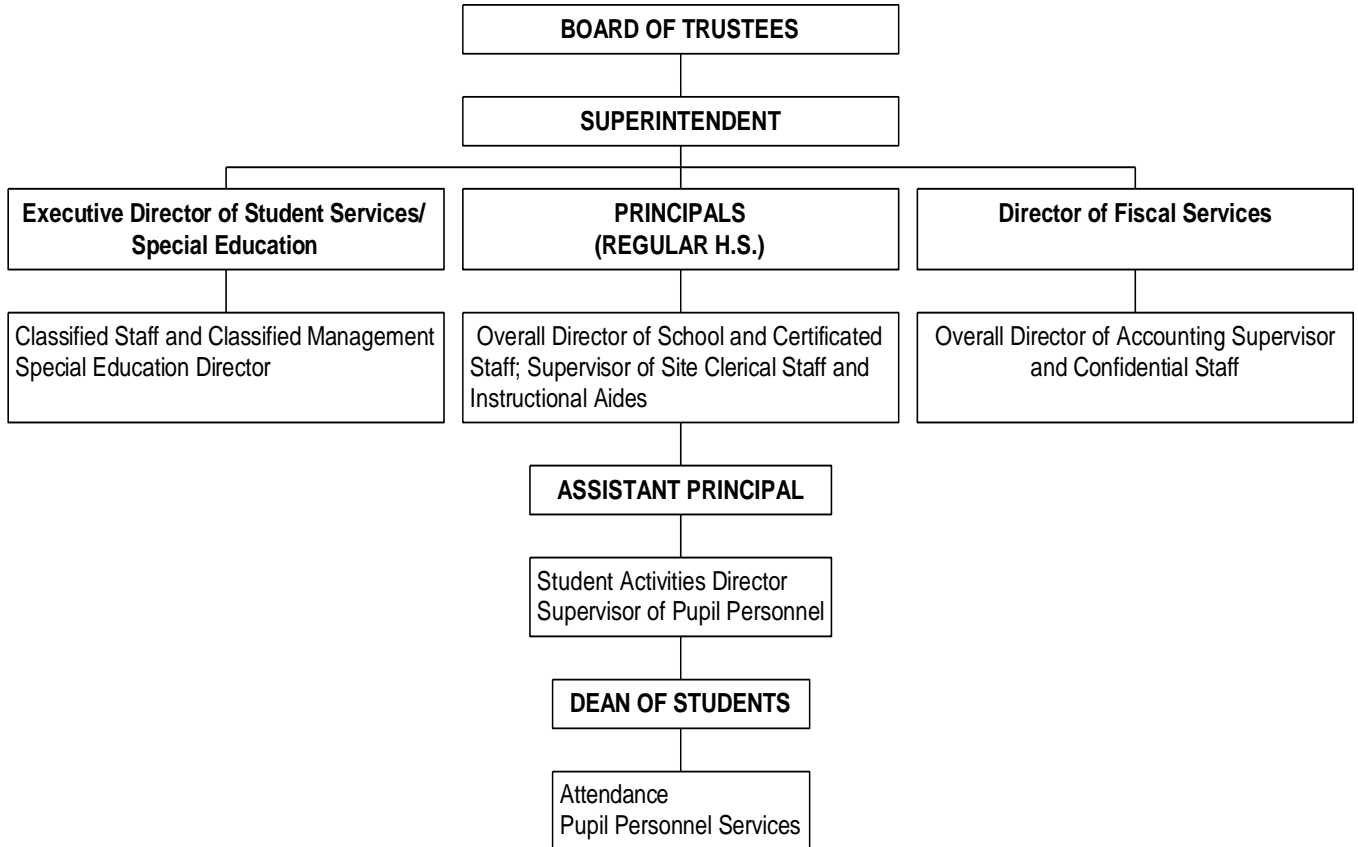 BOARD OF TRUSTEES
SUPERINTENDENT
Executive Director of Student Services/
Special Education
PRINCIPALS
(REGULAR H.S.)
Director of Fiscal Services
Classified Staff and Classified Management
Special Education Director
Overall Director of School and Certificated
Staff; Supervisor of Site Clerical Staff and
Instructional Aides
Overall Director of Accounting Supervisor
and Confidential Staff
ASSISTANT PRINCIPAL
Student Activities Director
Supervisor of Pupil Personnel
DEAN OF STUDENTS
Attendance
Pupil Personnel Services